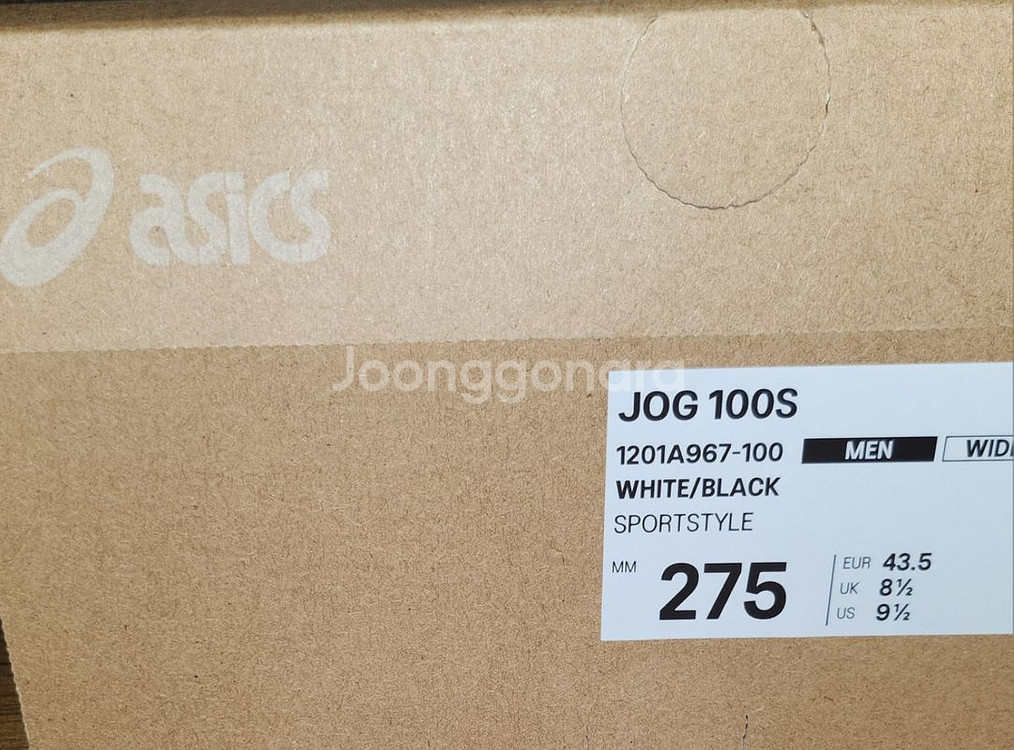 asics
Joonggonara
JOG 100S
1201A967-100 MEN
WHITE/BLACK
SPORTSTYLE
MM 275
EUR 43.5
UK 8½
US 9½